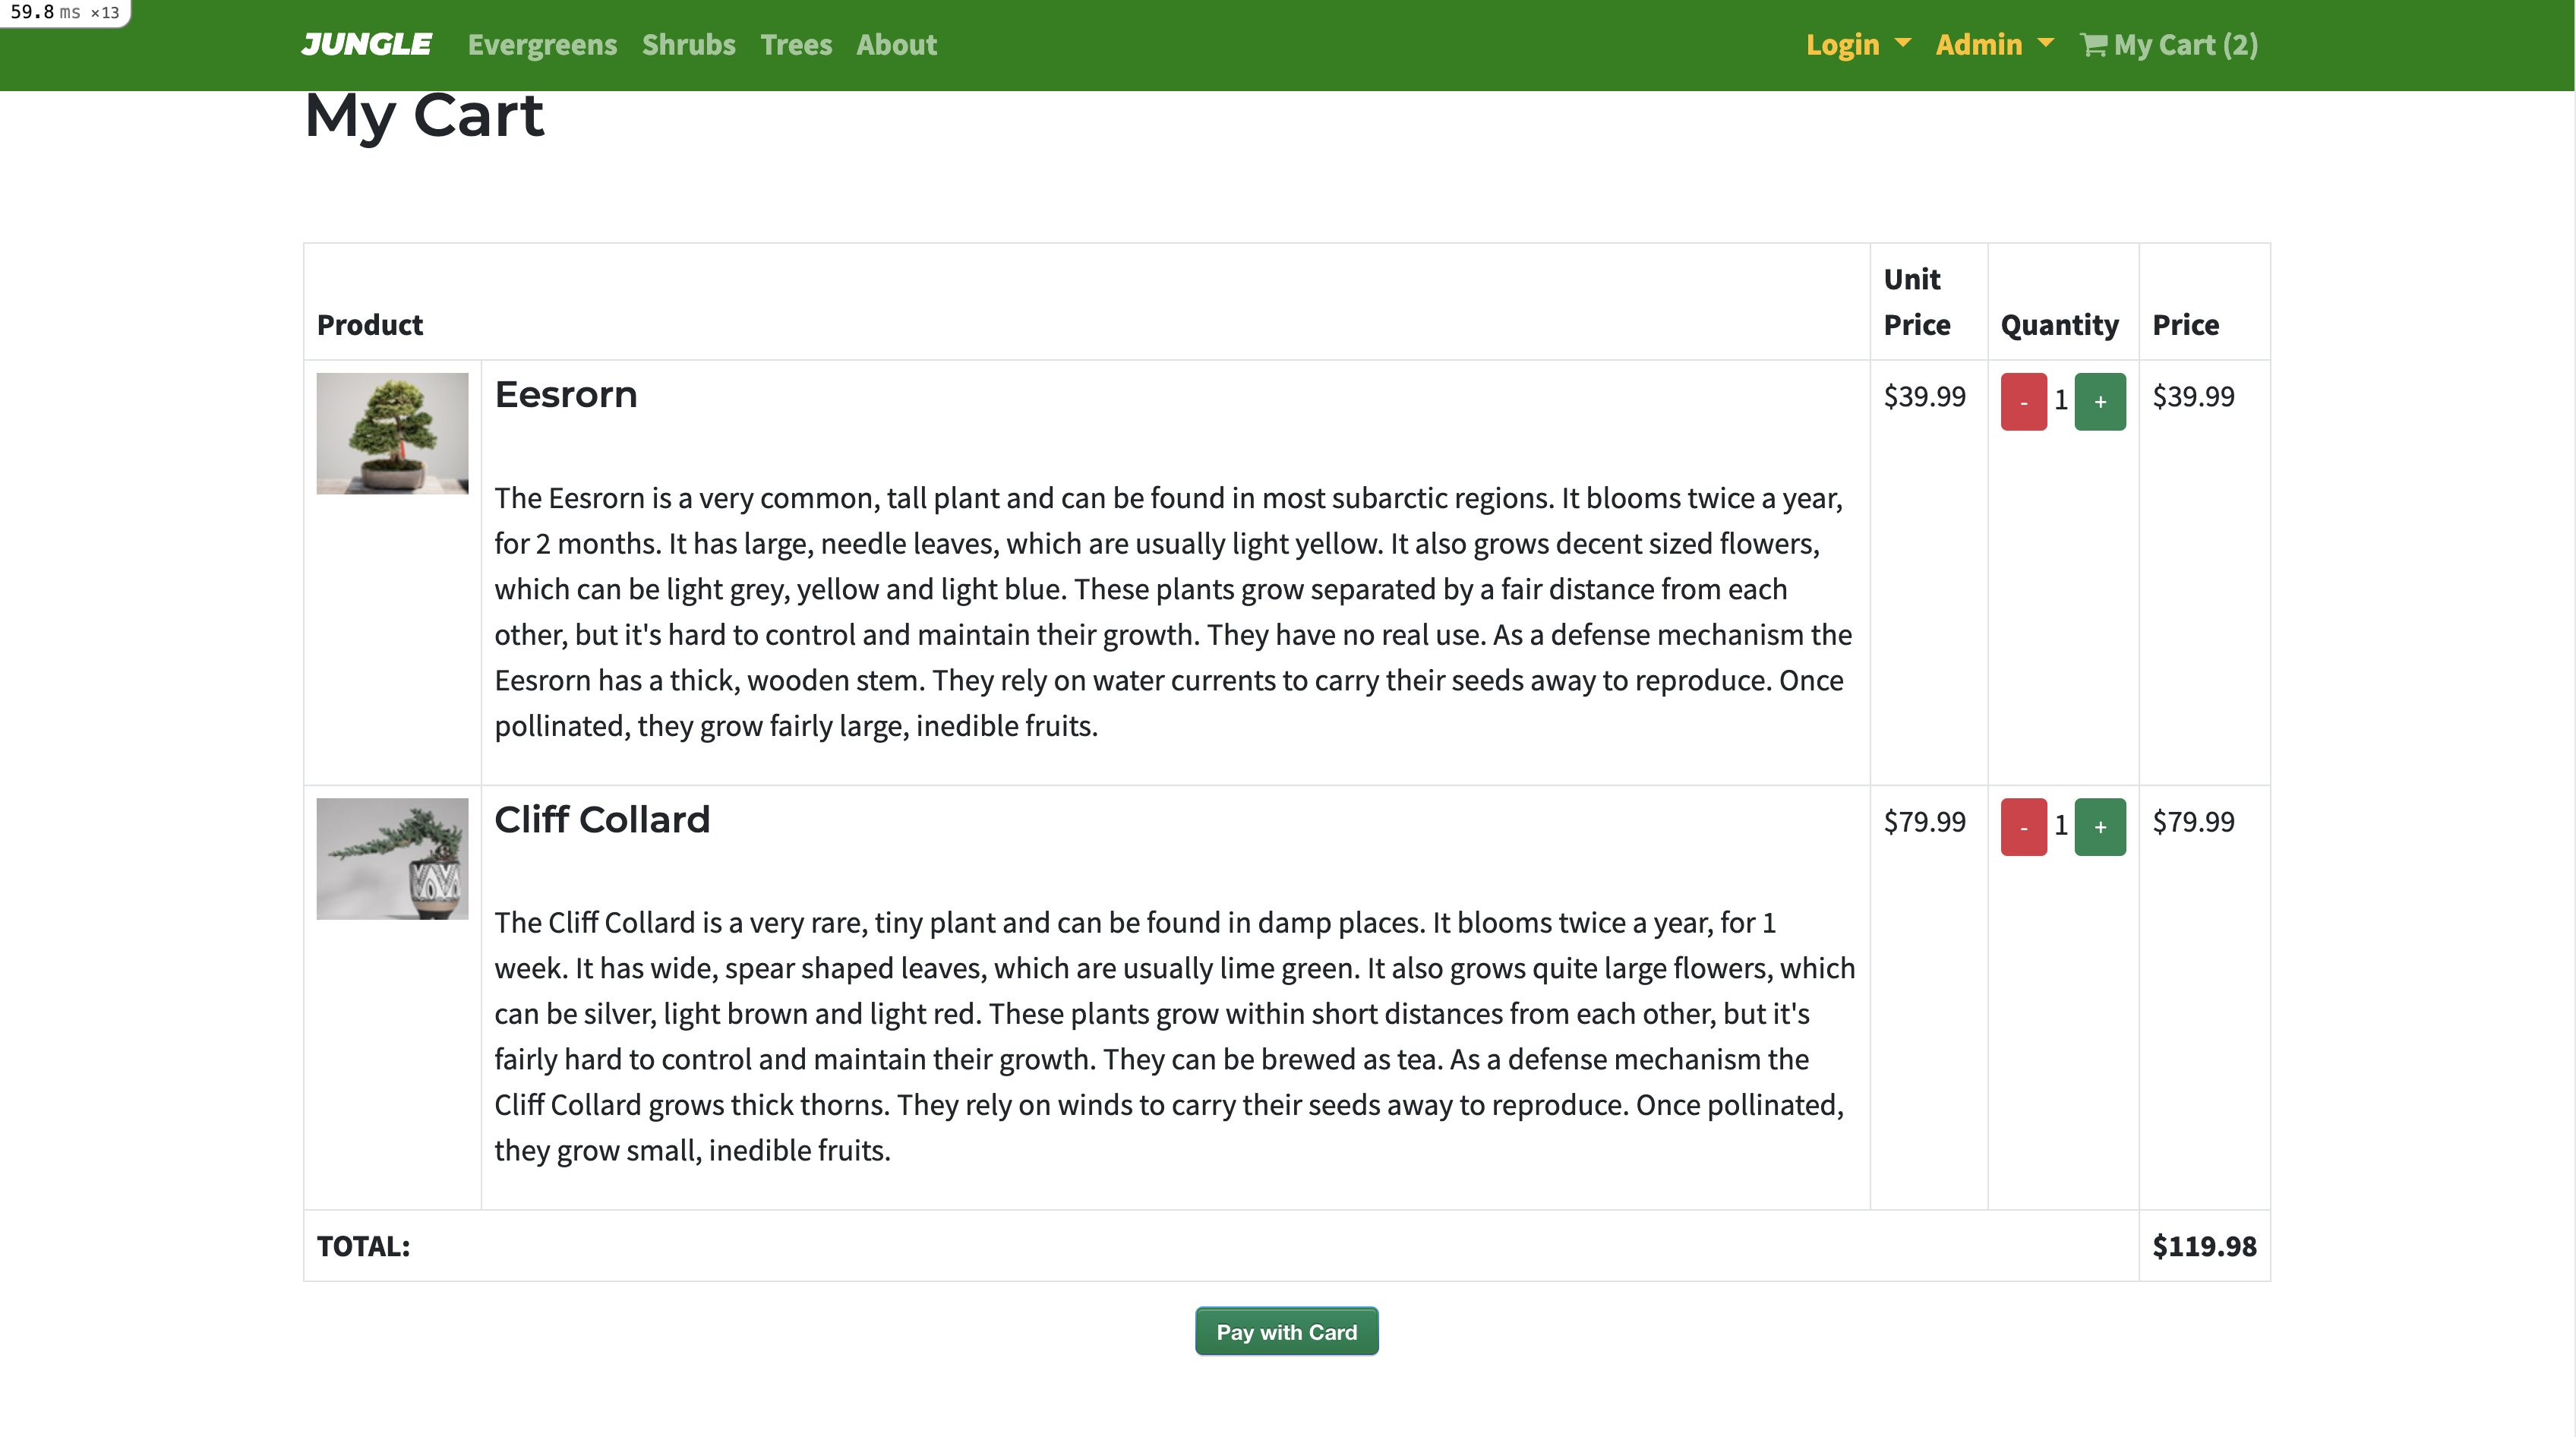 59.8 ms ×13
JUNGLE Evergreens Shrubs Trees About Login Admin My Cart (2)
My Cart
Product Unit Price Quantity Price
Eesrorn $39.99 - 1 + $39.99
The Eesrorn is a very common, tall plant and can be found in most subarctic regions. It blooms twice a year,
for 2 months. It has large, needle leaves, which are usually light yellow. It also grows decent sized flowers,
which can be light grey, yellow and light blue. These plants grow separated by a fair distance from each
other, but it's hard to control and maintain their growth. They have no real use. As a defense mechanism the
Eesrorn has a thick, wooden stem. They rely on water currents to carry their seeds away to reproduce. Once
pollinated, they grow fairly large, inedible fruits.
Cliff Collard $79.99 - 1 + $79.99
The Cliff Collard is a very rare, tiny plant and can be found in damp places. It blooms twice a year, for 1
week. It has wide, spear shaped leaves, which are usually lime green. It also grows quite large flowers, which
can be silver, light brown and light red. These plants grow within short distances from each other, but it's
fairly hard to control and maintain their growth. They can be brewed as tea. As a defense mechanism the
Cliff Collard grows thick thorns. They rely on winds to carry their seeds away to reproduce. Once pollinated,
they grow small, inedible fruits.
TOTAL: $119.98
Pay with Card